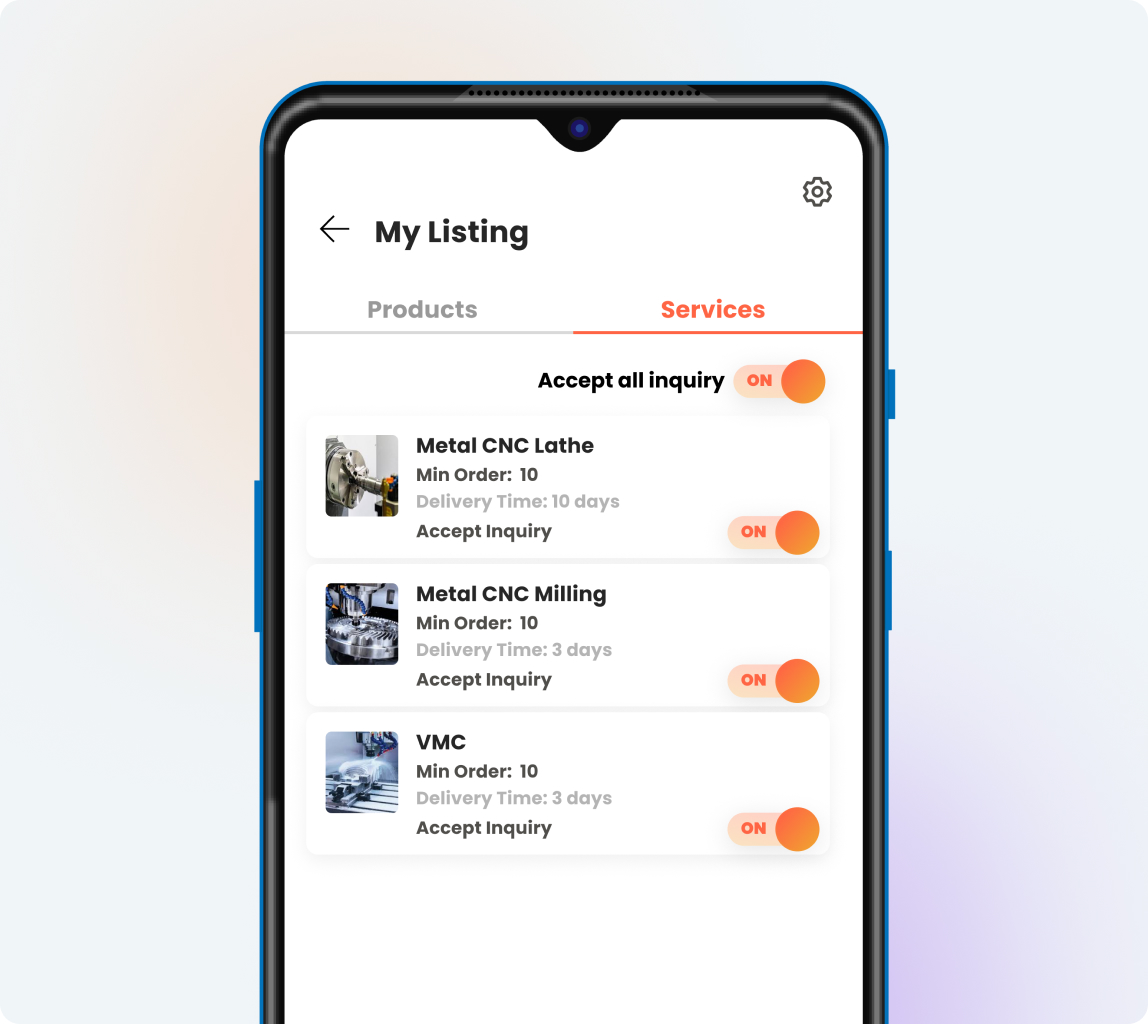 My Listing
Products
Services
Accept all inquiry ON
Metal CNC Lathe
Min Order: 10
Delivery Time: 10 days
Accept Inquiry ON
Metal CNC Milling
Min Order: 10
Delivery Time: 3 days
Accept Inquiry ON
VMC
Min Order: 10
Delivery Time: 3 days
Accept Inquiry ON